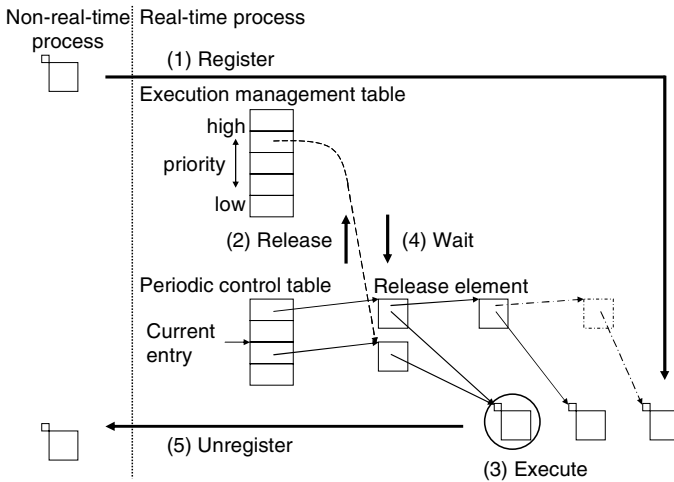 Non-real-time
process
Real-time process
(1) Register
Execution management table
high
priority
low
(2) Release
(4) Wait
Periodic control table
Release element
Current
entry
(5) Unregister
(3) Execute